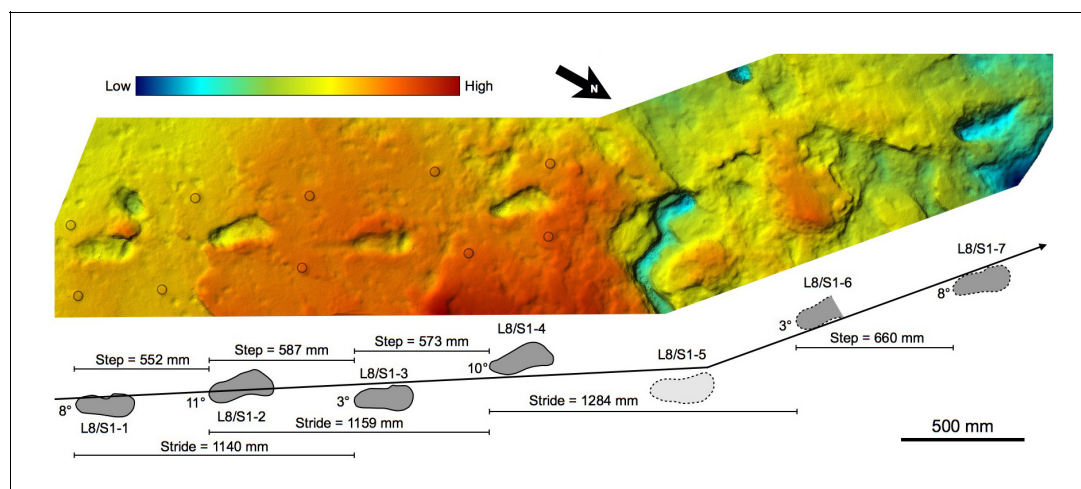 Low
High
N
L8/S1-7
L8/S1-6
8°
L8/S1-4
3°
Step = 573 mm
Step = 587 mm
Step = 660 mm
Step = 552 mm
L8/S1-5
10°
L8/S1-3
11°
3°
8°
L8/S1-2
Stride = 1284 mm
L8/S1-1
500 mm
Stride = 1159 mm
Stride = 1140 mm